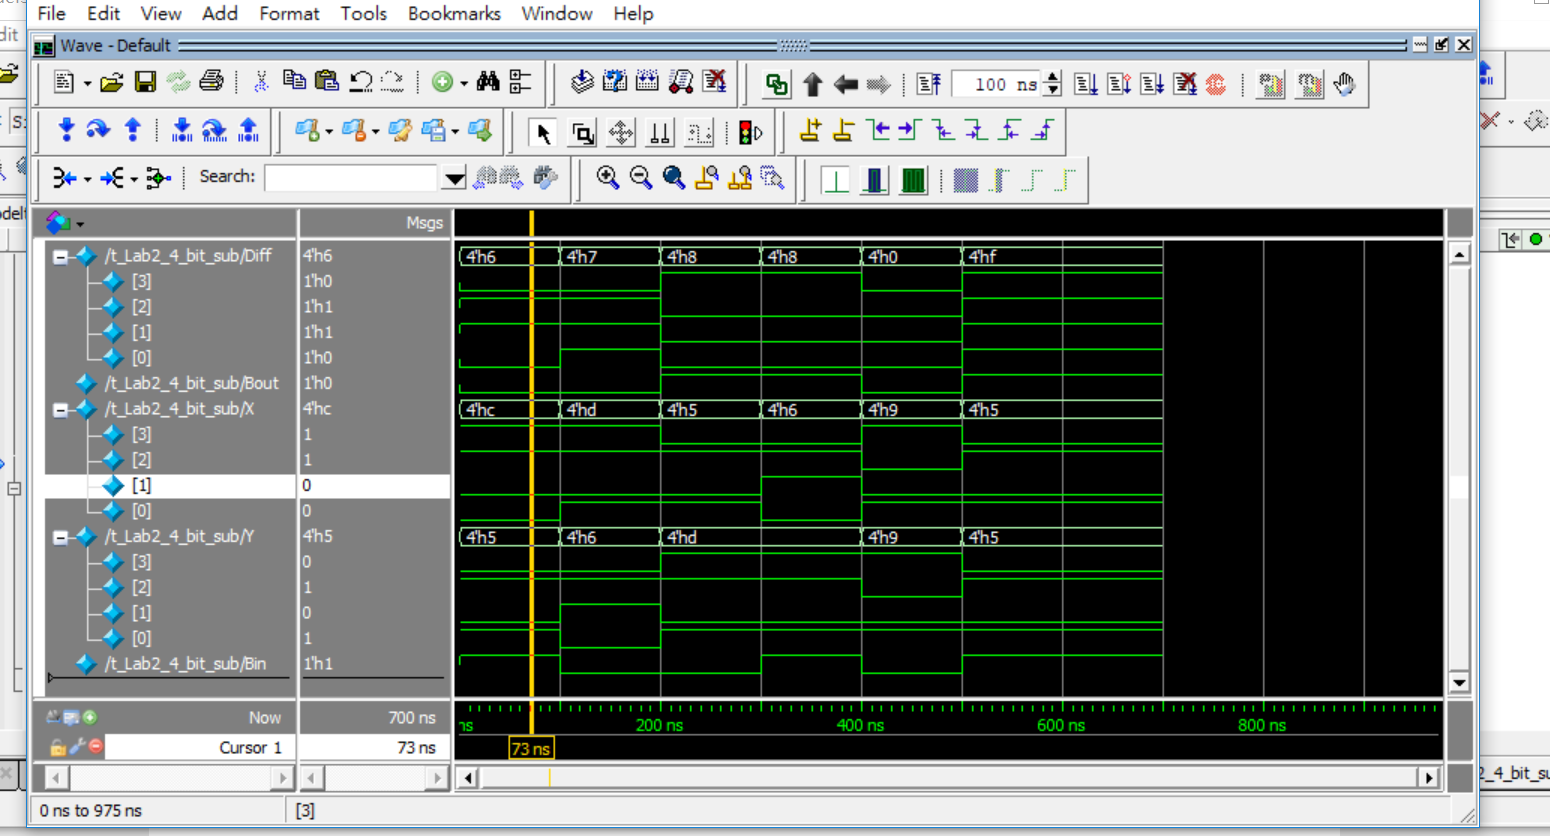 File Edit View Add Format Tools Bookmarks Window Help
Wave - Default
100 ns
Search:
Msgs
/t_Lab2_4_bit_sub/Diff 4'h6 4'h6 4'h7 4'h8 4'h8 4'h0 4'hf
[3] 1'h0
[2] 1'h1
[1] 1'h1
[0] 1'h0
/t_Lab2_4_bit_sub/Bout 1'h0
/t_Lab2_4_bit_sub/X 4'hc 4'hc 4'hd 4'h5 4'h6 4'h9 4'h5
[3] 1
[2] 1
[1] 0
[0] 0
/t_Lab2_4_bit_sub/Y 4'h5 4'h5 4'h6 4'hd 4'h9 4'h5
[3] 0
[2] 1
[1] 0
[0] 1
/t_Lab2_4_bit_sub/Bin 1'h1
Now 700 ns
ns 200 ns 400 ns 600 ns 800 ns
Cursor 1 73 ns 73 ns
0 ns to 975 ns [3]
2_4_bit_su